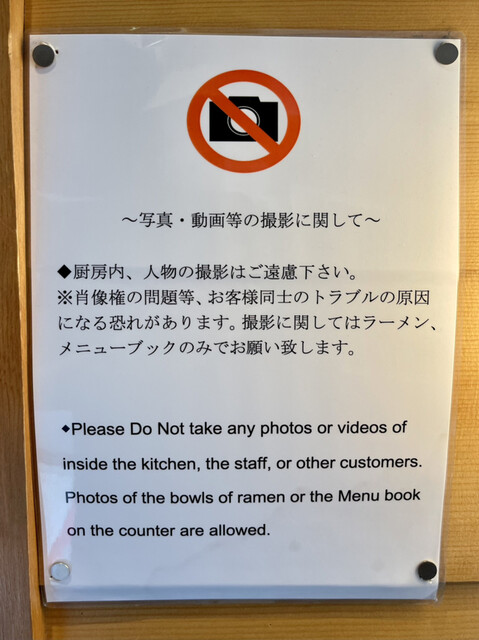 ～写真・動画等の撮影に関して～
◆厨房内、人物の撮影はご遠慮下さい。
※肖像権の問題等、お客様同士のトラブルの原因
になる恐れがあります。撮影に関してはラーメン、
メニューブックのみでお願い致します。
◆Please Do Not take any photos or videos of
inside the kitchen, the staff, or other customers.
Photos of the bowls of ramen or the Menu book
on the counter are allowed.